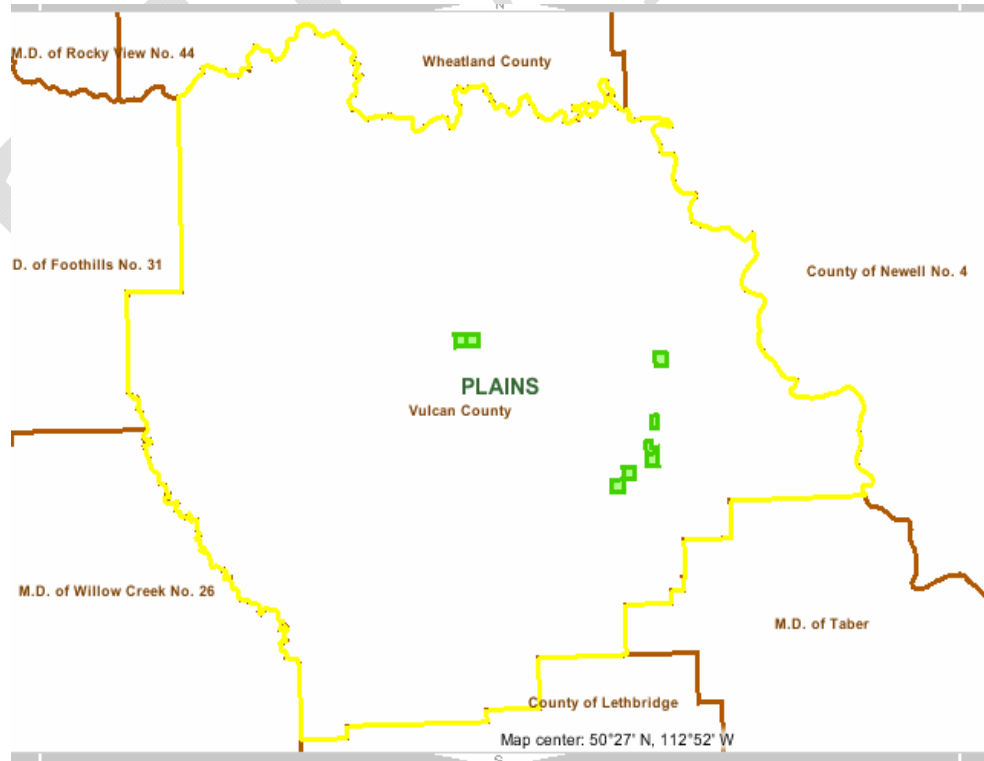 N
M.D. of Rocky View No. 44
Wheatland County
D. of Foothills No. 31
County of Newell No. 4
PLAINS
Vulcan County
M.D. of Willow Creek No. 26
M.D. of Taber
County of Lethbridge
Map center: 50°27' N, 112°52' W
S